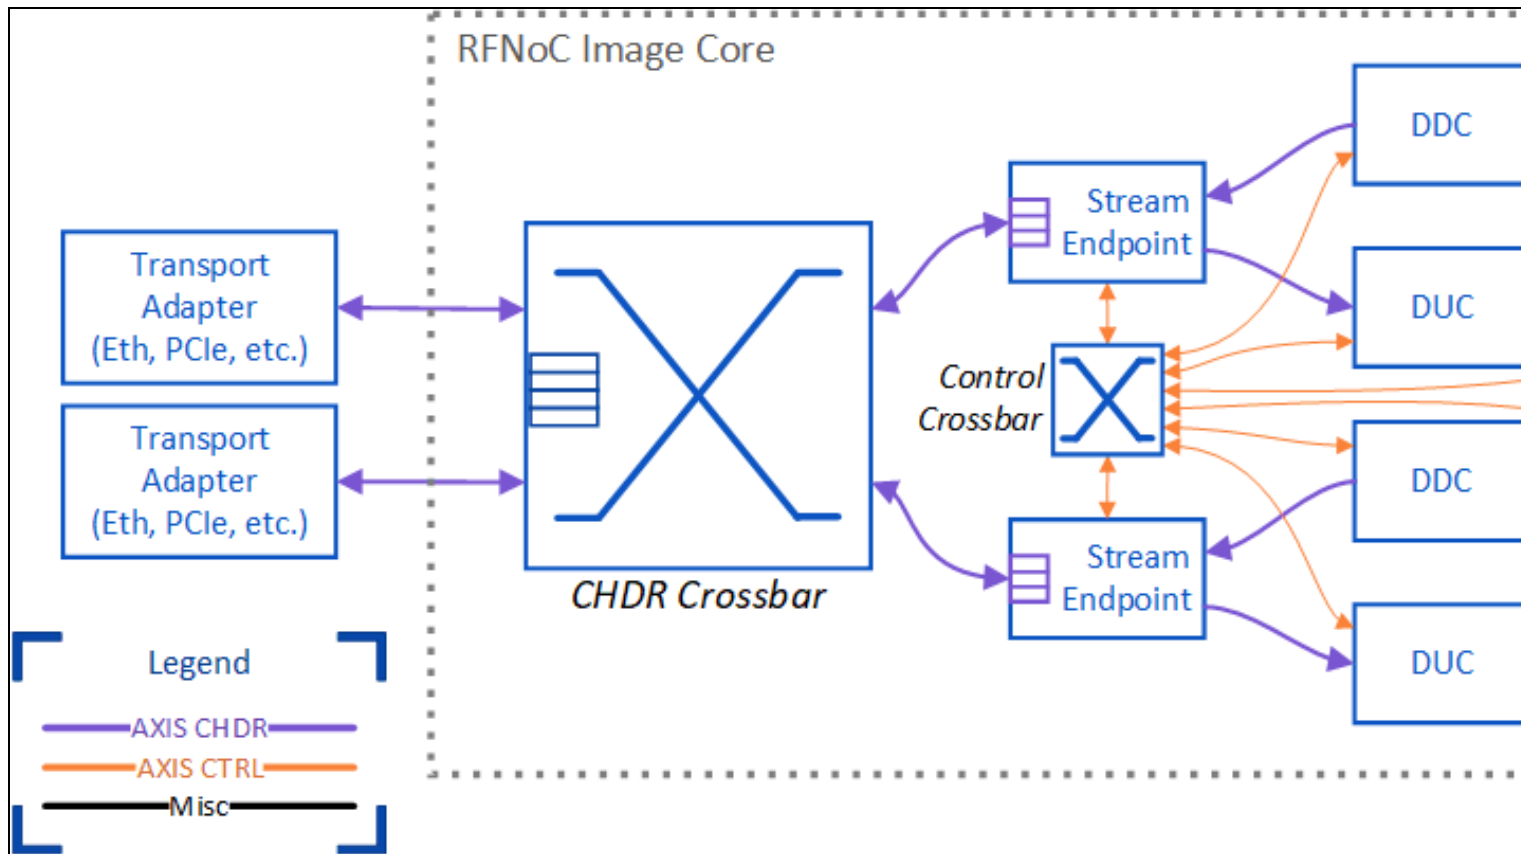 RFNoC Image Core
DDC
Stream
Endpoint
Transport
Adapter
(Eth, PCIe, etc.)
DUC
Control
Crossbar
Transport
Adapter
(Eth, PCIe, etc.)
DDC
Stream
Endpoint
CHDR Crossbar
DUC
Legend
AXIS CHDR
AXIS CTRL
Misc